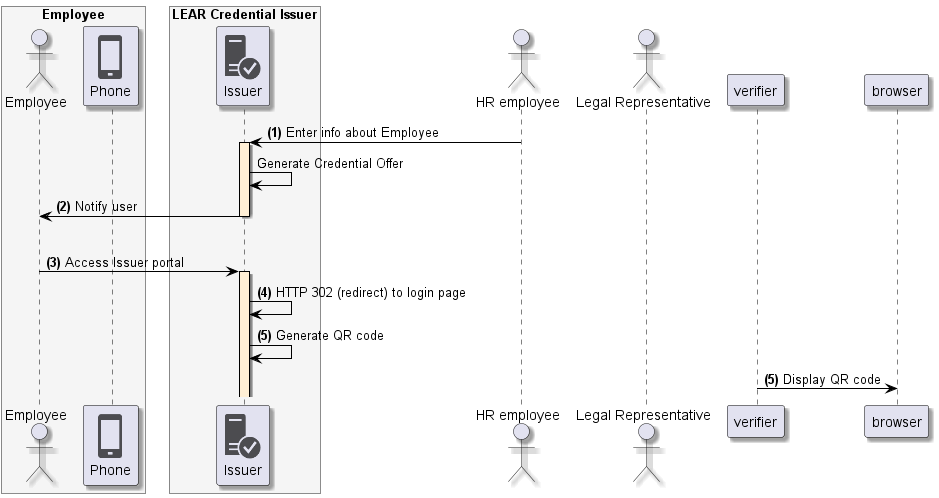 Employee
LEAR Credential Issuer
Employee
Phone
Issuer
HR employee
Legal Representative
verifier
browser
(1) Enter info about Employee
Generate Credential Offer
(2) Notify user
(3) Access Issuer portal
(4) HTTP 302 (redirect) to login page
(5) Generate QR code
(5) Display QR code
Employee
Phone
Issuer
HR employee
Legal Representative
verifier
browser